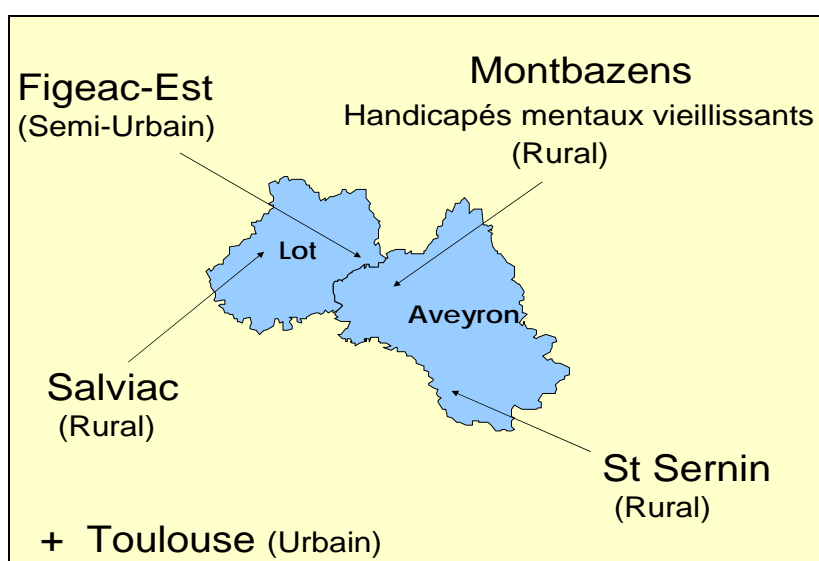 Figeac-Est
(Semi-Urbain)
Montbazens
Handicapés mentaux vieillissants
(Rural)
Lot
Aveyron
Salviac
(Rural)
St Sernin
(Rural)
+ Toulouse (Urbain)